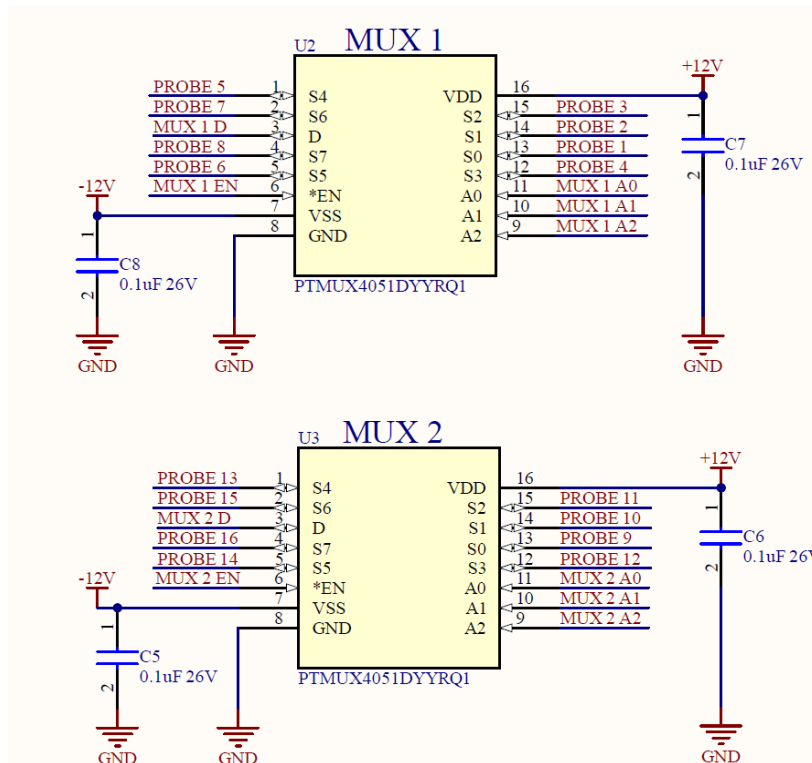 U2 MUX 1
PROBE 5 1 S4 VDD 16 +12V
PROBE 7 2 S6 S2 15 PROBE 3
MUX 1 D 3 D S1 14 PROBE 2
PROBE 8 4 S7 S0 13 PROBE 1
PROBE 6 5 S5 S3 12 PROBE 4
MUX 1 EN 6 *EN A0 11 MUX 1 A0
-12V 7 VSS A1 10 MUX 1 A1
8 GND A2 9 MUX 1 A2
1 C7
2 0.1uF 26V
1 C8
2 0.1uF 26V
PTMUX4051DYYRQ1
GND GND GND
U3 MUX 2
PROBE 13 1 S4 VDD 16 +12V
PROBE 15 2 S6 S2 15 PROBE 11
MUX 2 D 3 D S1 14 PROBE 10
PROBE 16 4 S7 S0 13 PROBE 9
PROBE 14 5 S5 S3 12 PROBE 12
MUX 2 EN 6 *EN A0 11 MUX 2 A0
-12V 7 VSS A1 10 MUX 2 A1
8 GND A2 9 MUX 2 A2
1 C6
2 0.1uF 26V
1 C5
2 0.1uF 26V
PTMUX4051DYYRQ1
GND GND GND